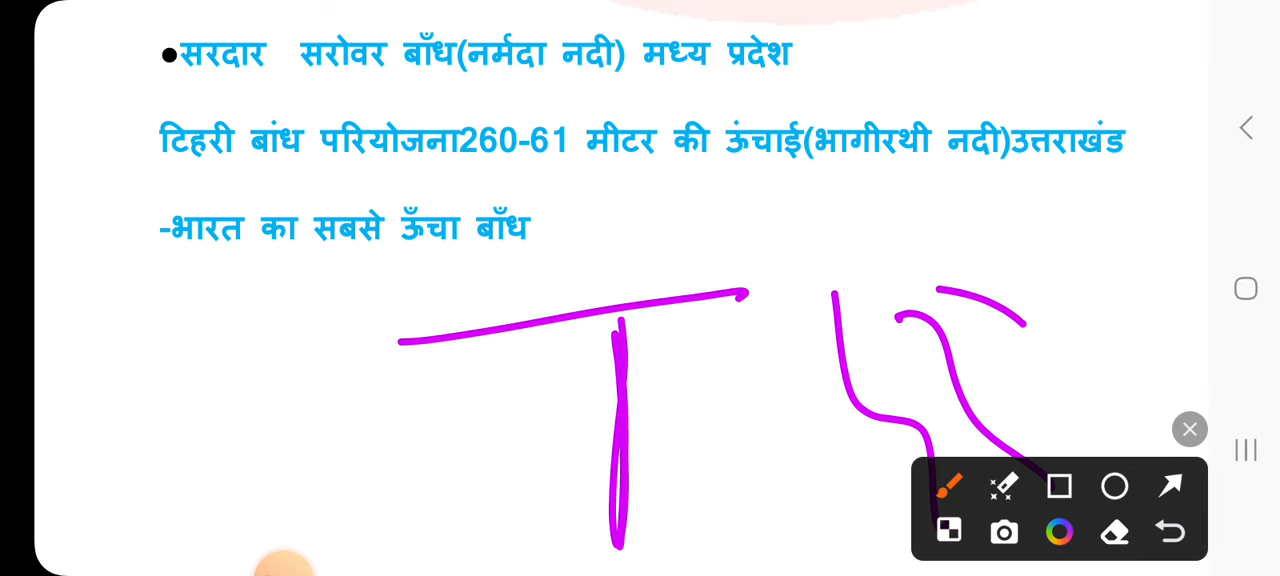 ●सरदार सरोवर बाँध(नर्मदा नदी) मध्य प्रदेश
टिहरी बांध परियोजना260-61 मीटर की ऊंचाई(भागीरथी नदी)उत्तराखंड
-भारत का सबसे ऊँचा बाँध
T